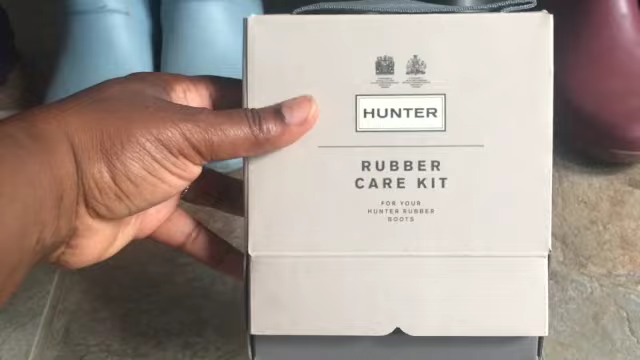 HUNTER
RUBBER
CARE KIT
FOR YOUR
HUNTER RUBBER
BOOTS